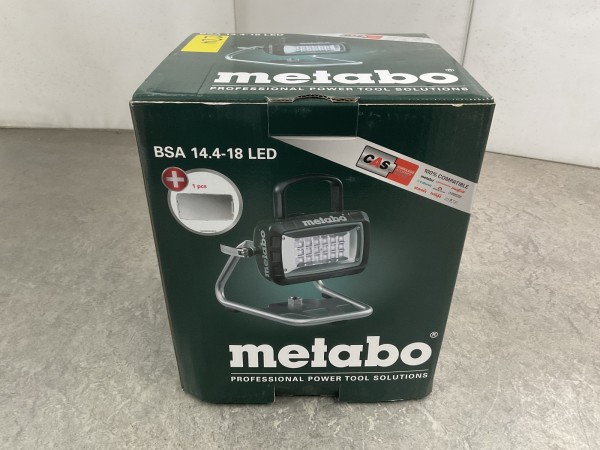 metabo®
PROFESSIONAL POWER TOOL SOLUTIONS
BSA 14.4-18 LED
1 pcs
CAS
100% COMPATIBLE
metabo
metabo®
PROFESSIONAL POWER TOOL SOLUTIONS